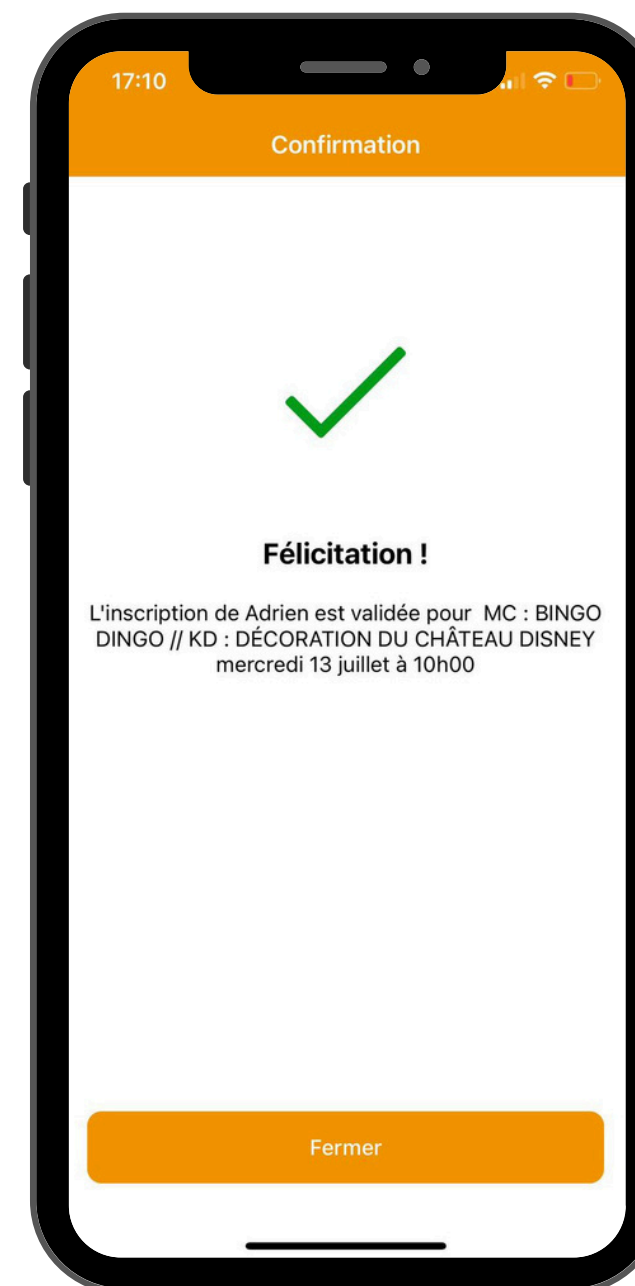 17:10
Confirmation
Félicitation !
L'inscription de Adrien est validée pour  MC : BINGO
DINGO // KD : DÉCORATION DU CHÂTEAU DISNEY
mercredi 13 juillet à 10h00
Fermer